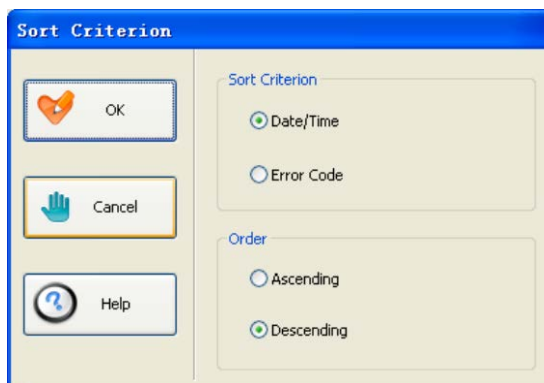 Sort Criterion
OK
Cancel
Help
Sort Criterion
Date/Time
Error Code
Order
Ascending
Descending